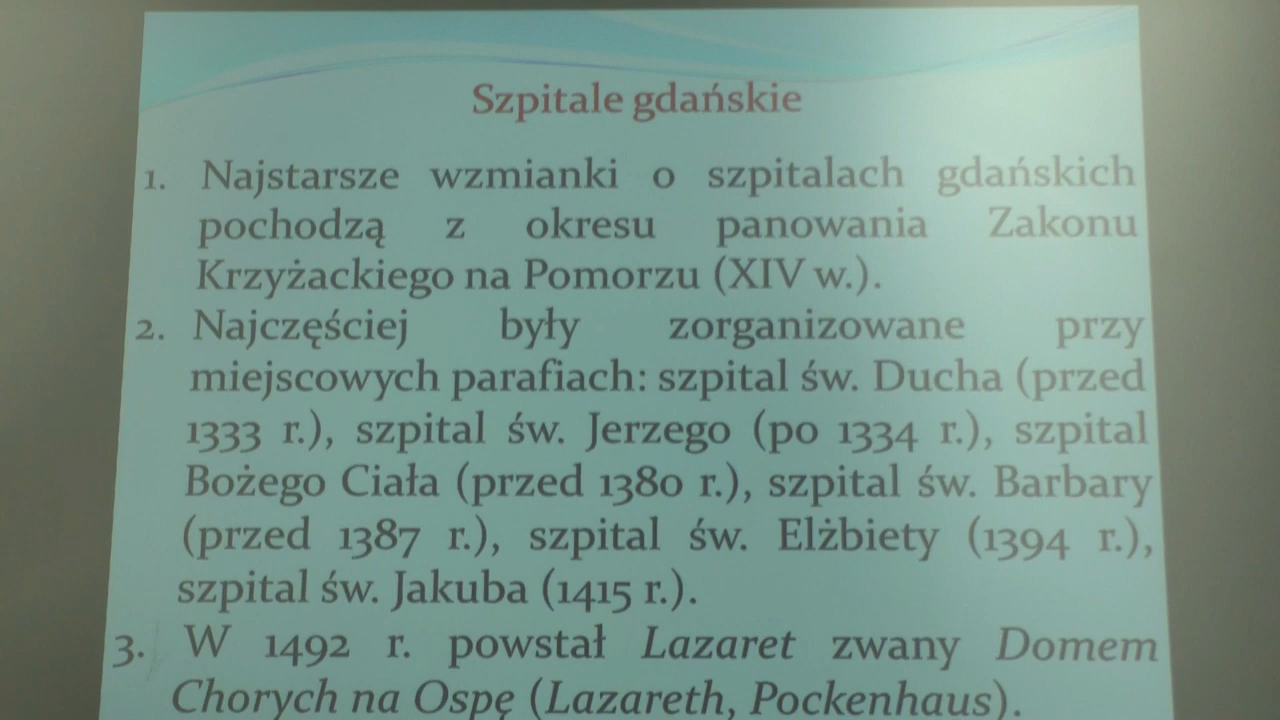 Szpitale gdańskie
1. Najstarsze wzmianki o szpitalach gdańskich
pochodzą z okresu panowania Zakonu
Krzyżackiego na Pomorzu (XIV w.).
2. Najczęściej były zorganizowane przy
miejscowych parafiach: szpital św. Ducha (przed
1333 r.), szpital św. Jerzego (po 1334 r.), szpital
Bożego Ciała (przed 1380 r.), szpital św. Barbary
(przed 1387 r.), szpital św. Elżbiety (1394 r.),
szpital św. Jakuba (1415 r.).
3. W 1492 r. powstał Lazaret zwany Domem
Chorych na Ospę (Lazareth, Pockenhaus).